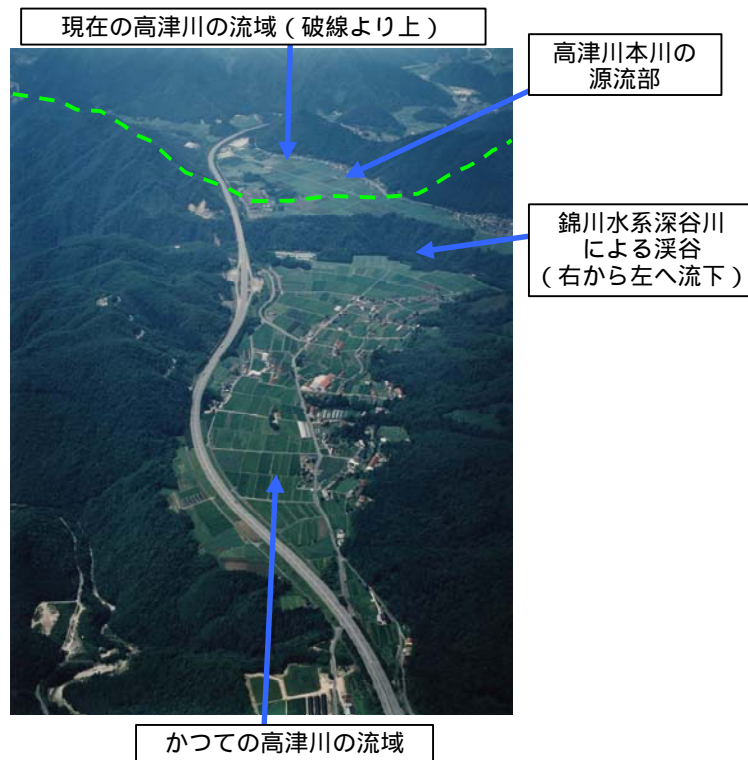 現在の高津川の流域（破線より上）
高津川本川の
源流部
錦川水系深谷川
による渓谷
（右から左へ流下）
かつての高津川の流域